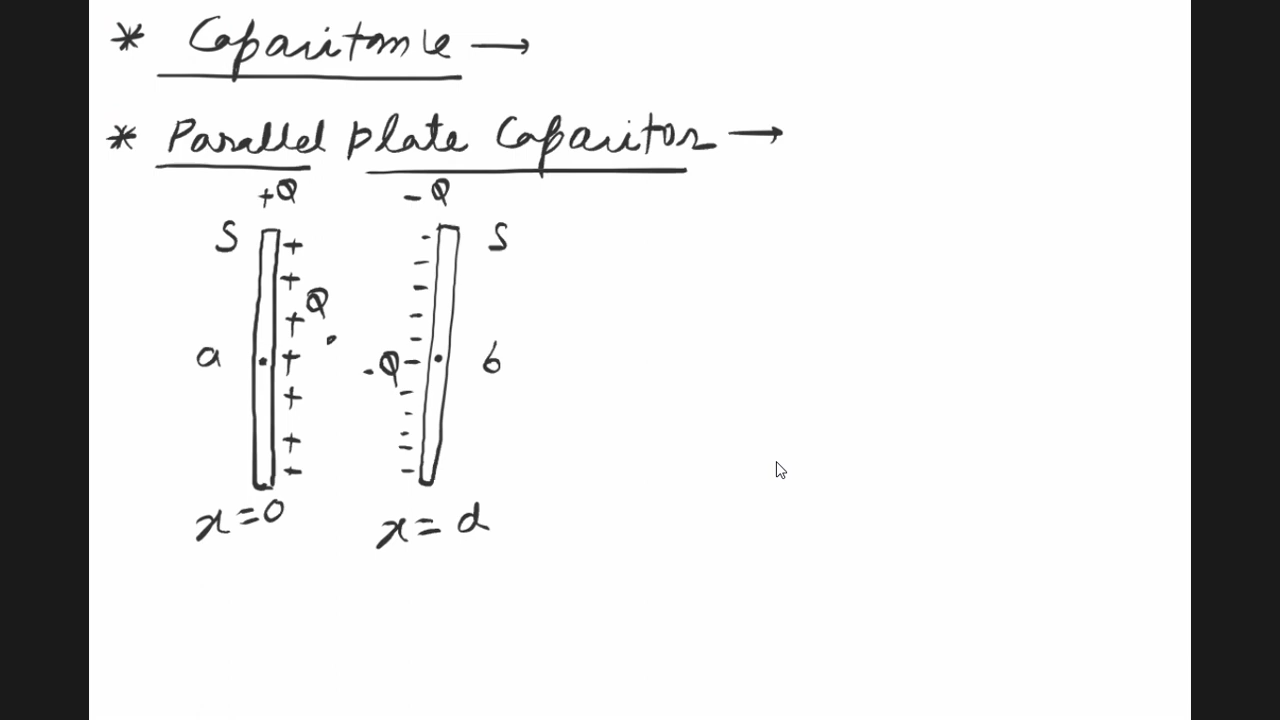 * Capacitance →
* Parallel plate Capacitor →
+Q - Q
S S
Q
a -Q b
x=0 x=d